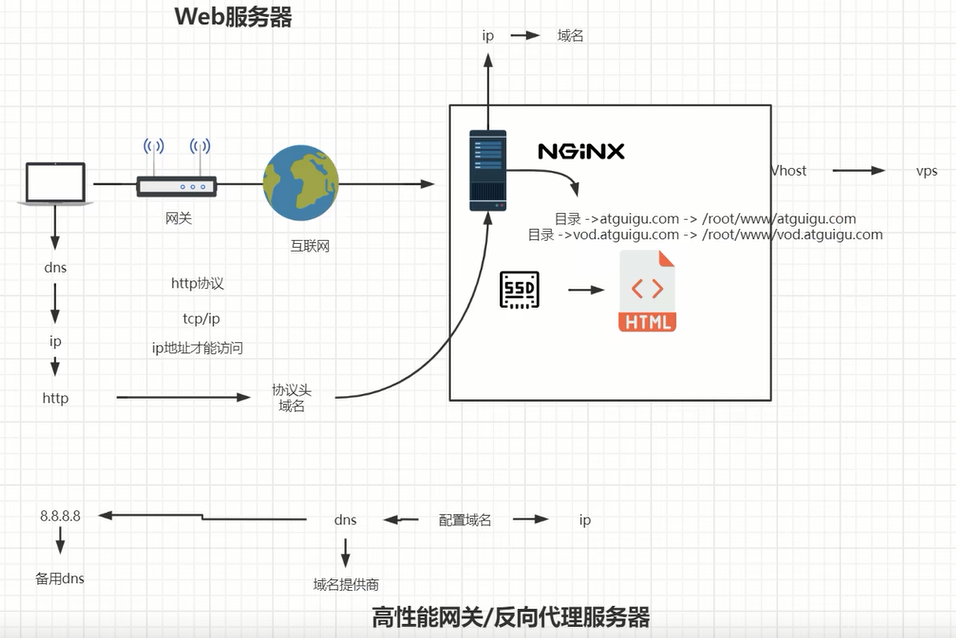 Web服务器
ip
域名
NGiNX
Vhost
vps
网关
互联网
目录 ->atguigu.com -> /root/www/atguigu.com
目录 ->vod.atguigu.com -> /root/www/vod.atguigu.com
dns
http协议
SSD
HTML
tcp/ip
ip
ip地址才能访问
http
协议头
域名
8.8.8.8
dns
配置域名
ip
备用dns
域名提供商
高性能网关/反向代理服务器